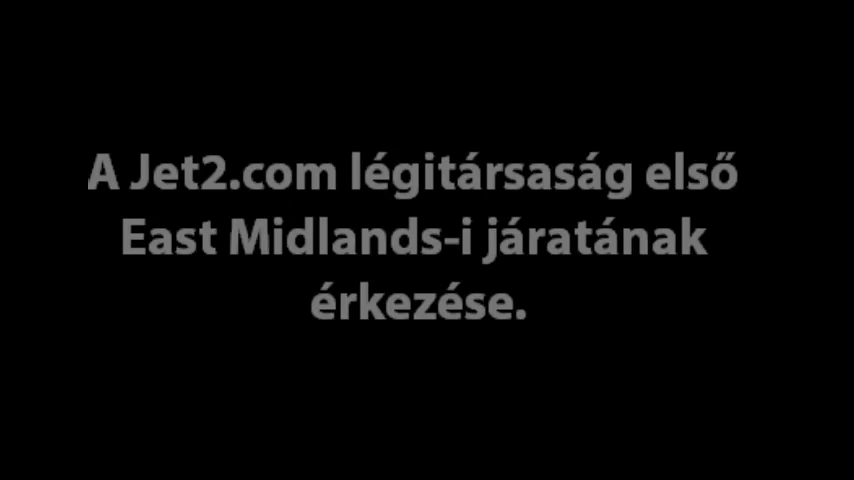 A Jet2.com légitársaság első
East Midlands-i járatának
érkezése.